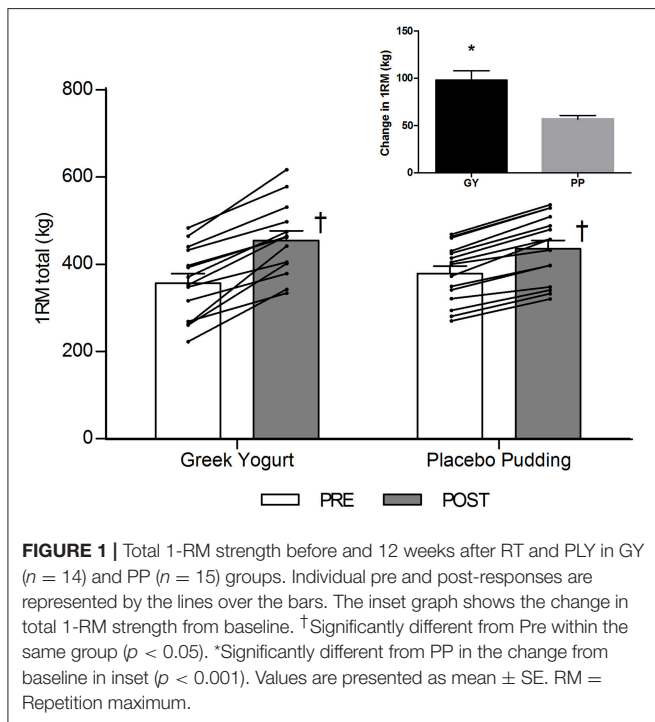 150
100
50
0
Change in 1RM (kg)
*
GY
PP
800
600
400
200
0
1RM total (kg)
†
†
Greek Yogurt
Placebo Pudding
PRE
POST
FIGURE 1 | Total 1-RM strength before and 12 weeks after RT and PLY in GY
(n = 14) and PP (n = 15) groups. Individual pre and post-responses are
represented by the lines over the bars. The inset graph shows the change in
total 1-RM strength from baseline. †Significantly different from Pre within the
same group (p < 0.05). *Significantly different from PP in the change from
baseline in inset (p < 0.001). Values are presented as mean ± SE. RM =
Repetition maximum.